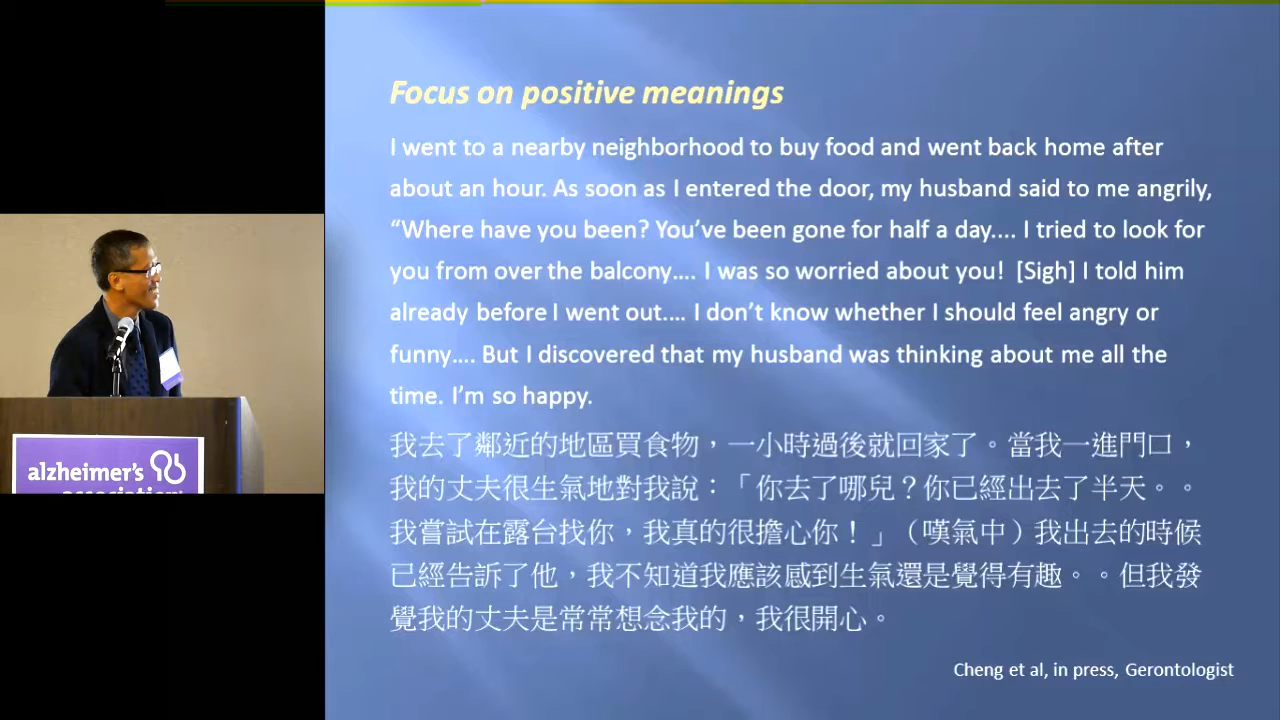 Focus on positive meanings
I went to a nearby neighborhood to buy food and went back home after
about an hour. As soon as I entered the door, my husband said to me angrily,
“Where have you been? You’ve been gone for half a day.... I tried to look for
you from over the balcony.... I was so worried about you! [Sigh] I told him
already before I went out.... I don’t know whether I should feel angry or
funny.... But I discovered that my husband was thinking about me all the
time. I’m so happy.
我去了鄰近的地區買食物，一小時過後就回家了。當我一進門口，
我的丈夫很生氣地對我說：「你去了哪兒？你已經出去了半天。。
我嘗試在露台找你，我真的很擔心你！」（嘆氣中）我出去的時候
已經告訴了他，我不知道我應該感到生氣還是覺得有趣。。但我發
覺我的丈夫是常常想念我的，我很開心。
Cheng et al, in press, Gerontologist
alzheimer's
association